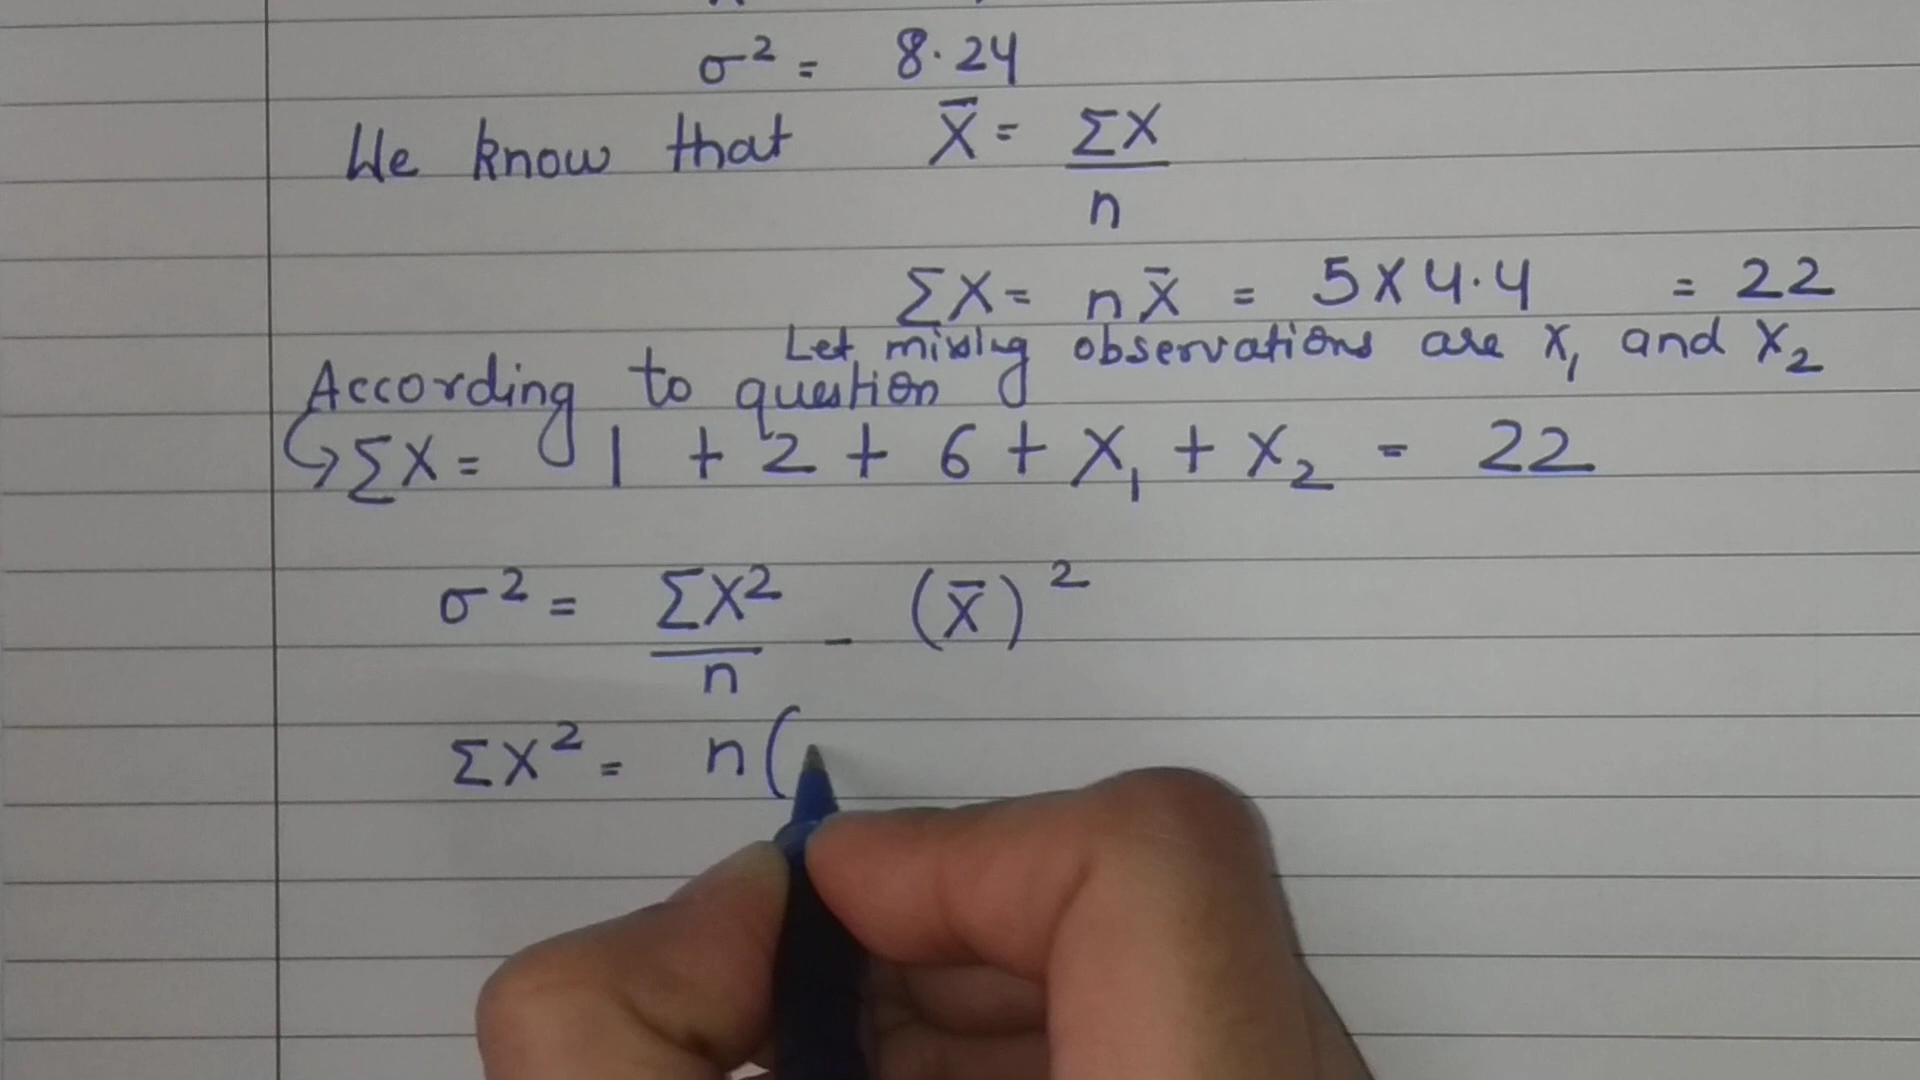 σ² = 8.24
We know that X̄ = ΣX / n
ΣX = nX̄ = 5 X 4.4 = 22
Let missing observations are X₁ and X₂
According to question
ΣX = 1 + 2 + 6 + X₁ + X₂ = 22
σ² = ΣX² / n - (X̄)²
ΣX² = n(